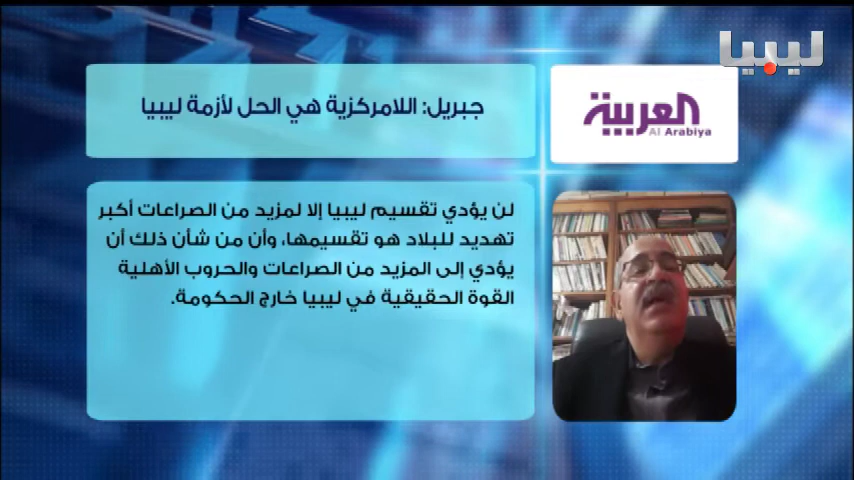 ليبيا
جبريل: اللامركزية هي الحل لأزمة ليبيا
العربية
Al Arabiya
لن يؤدي تقسيم ليبيا إلا لمزيد من الصراعات أكبر
تهديد للبلاد هو تقسيمها، وأن من شأن ذلك أن
يؤدي إلى المزيد من الصراعات والحروب الأهلية
القوة الحقيقية في ليبيا خارج الحكومة.